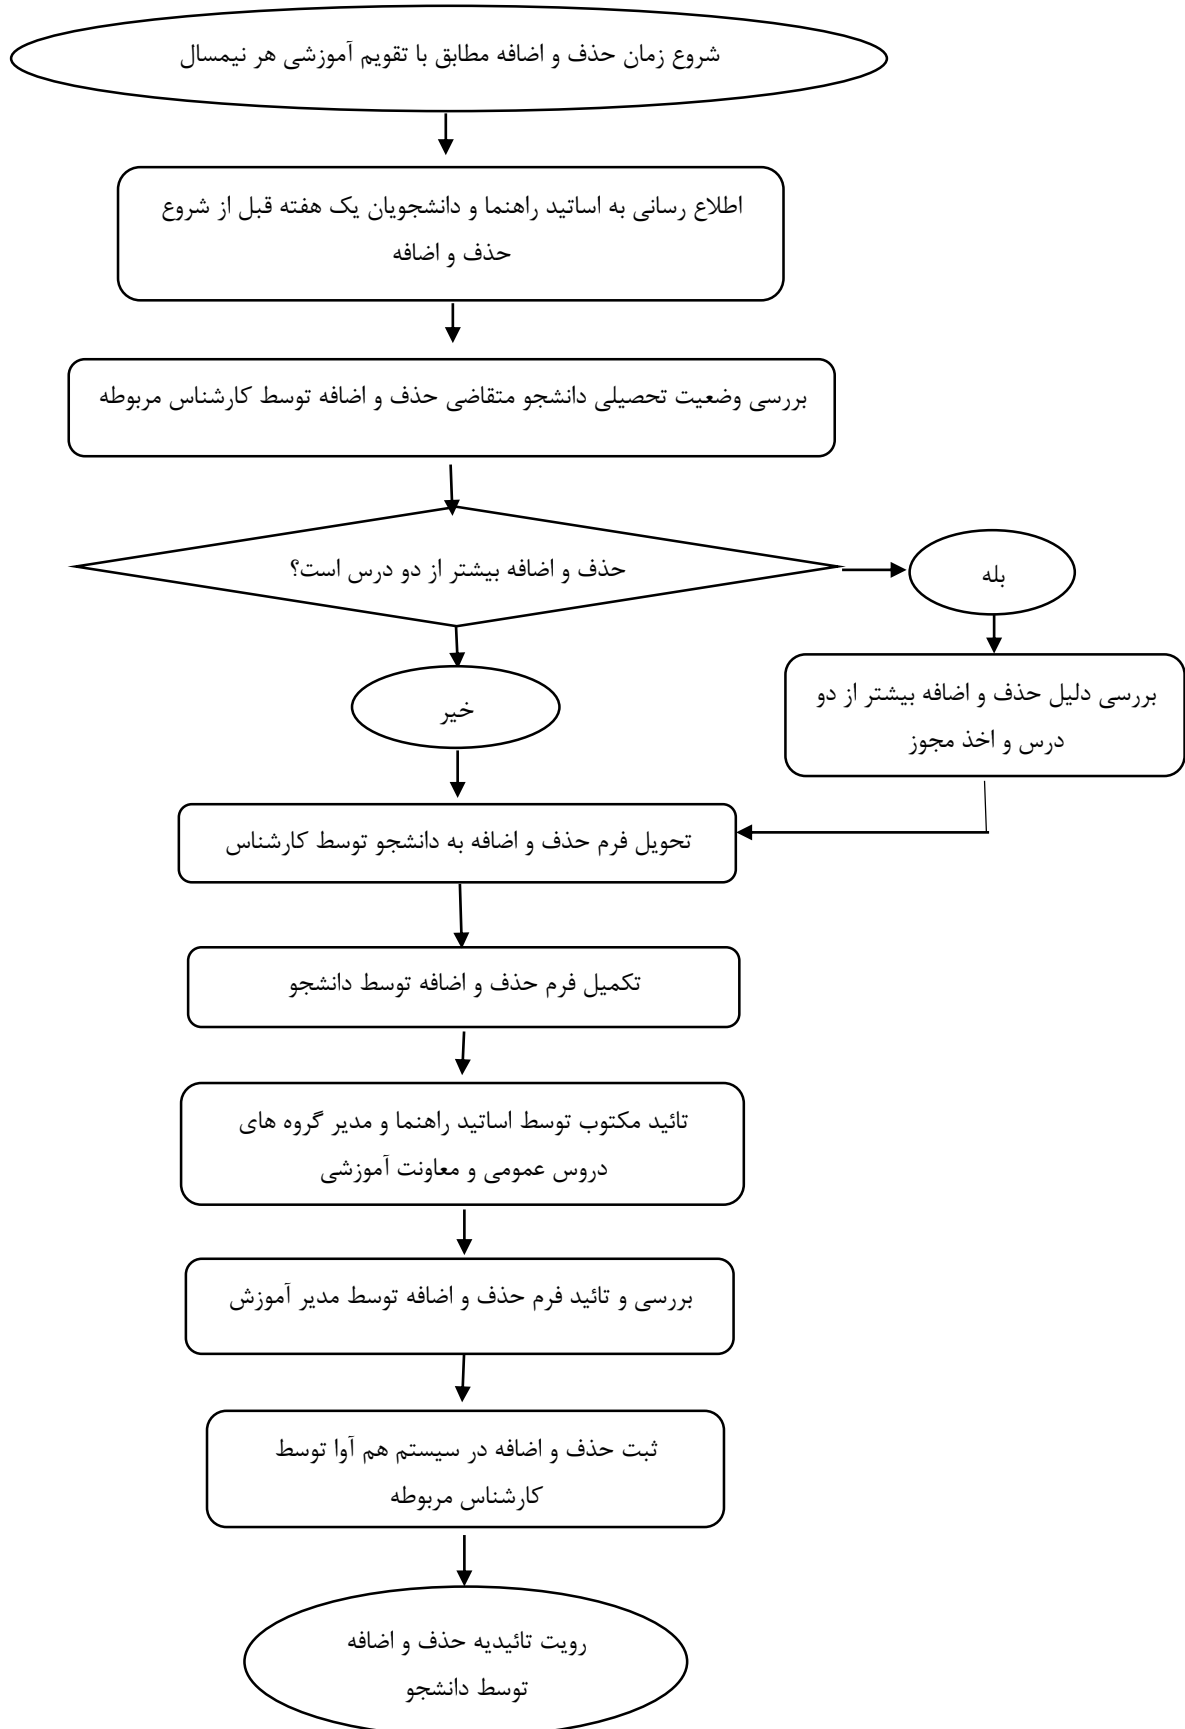 شروع زمان حذف و اضافه مطابق با تقویم آموزشی هر نیمسال
اطلاع رسانی به اساتید راهنما و دانشجویان یک هفته قبل از شروع
حذف و اضافه
بررسی وضعیت تحصیلی دانشجو متقاضی حذف و اضافه توسط کارشناس مربوطه
حذف و اضافه بیشتر از دو درس است؟
بله
بررسی دلیل حذف و اضافه بیشتر از دو
درس و اخذ مجوز
خیر
تحویل فرم حذف و اضافه به دانشجو توسط کارشناس
تکمیل فرم حذف و اضافه توسط دانشجو
تائید مکتوب توسط اساتید راهنما و مدیر گروه های
دروس عمومی و معاونت آموزشی
بررسی و تائید فرم حذف و اضافه توسط مدیر آموزش
ثبت حذف و اضافه در سیستم هم آوا توسط
کارشناس مربوطه
رویت تائیدیه حذف و اضافه
توسط دانشجو